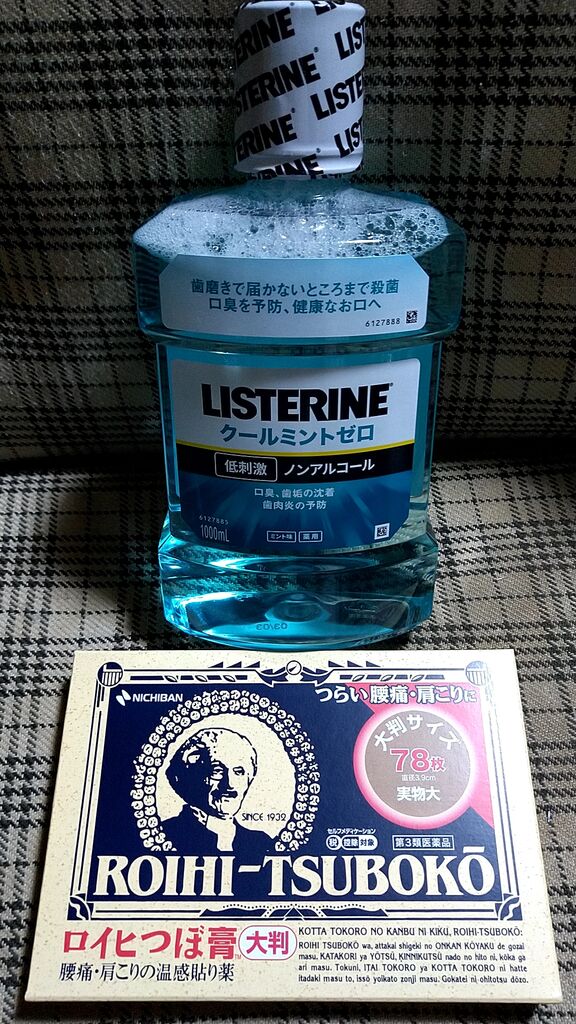 LISTERINE
歯磨きで届かないところまで殺菌
口臭を予防、健康なお口へ
6127888
LISTERINE®
クールミントゼロ
低刺激 ノンアルコール
口臭、歯垢の沈着
歯肉炎の予防
6127885
1000mL
ミント味 薬用
NICHIBAN
つらい腰痛・肩こりに
大判サイズ
78枚
直径3.9cm
実物大
SINCE 1932
セルフメディケーション
税 控除 対象
第3類医薬品
ROIHI-TSUBOKŌ
ロイヒつぼ膏™ 大判
腰痛・肩こりの温感貼り薬
KOTTA TOKORO NO KANBU NI KIKU, ROIHI-TSUBOKŌ:
ROIHI TSUBOKŌ wa, attakai shigeki no ONKAN KŌYAKU de gozai
masu, KATAKORI ya YŌTSŪ, KINNIKUTSŪ nado no hito ni, kōka ga
ari masu. Tokuni, ITAI TOKORO ya KOTTA TOKORO ni hatte
itadaki masu to, issō yoikato zonji masu. Gokatei ni ohitotsu dōzo.